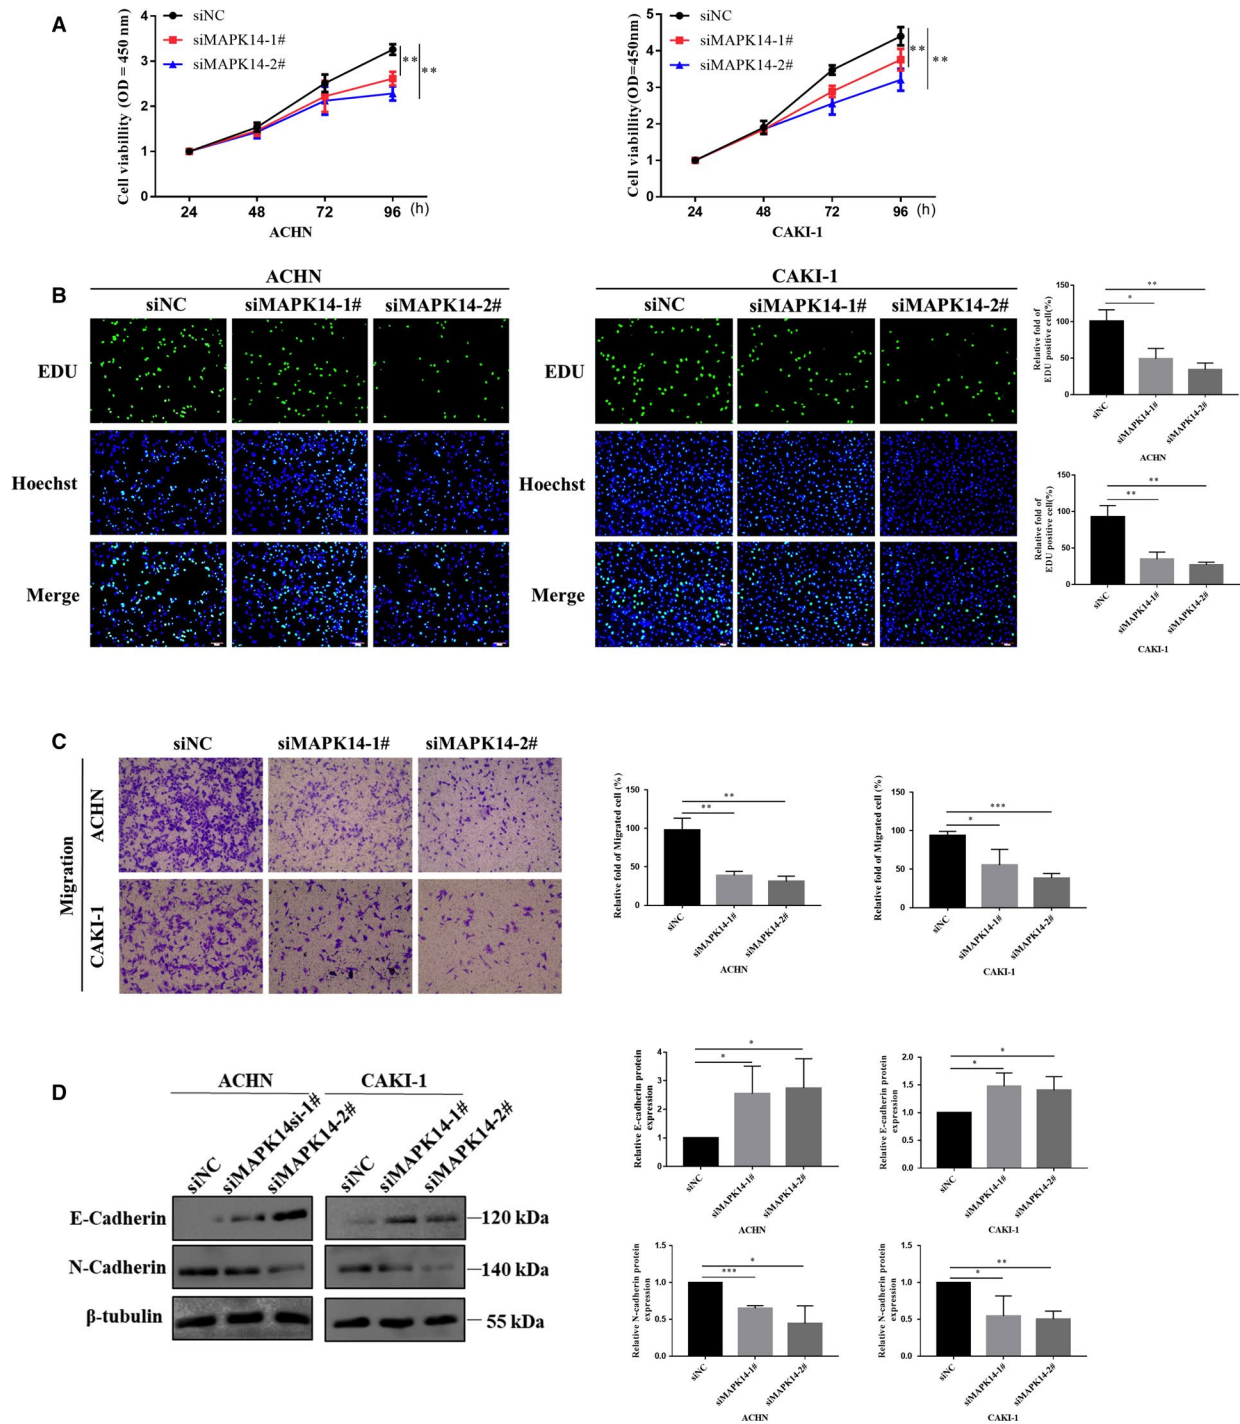 A
siNC
siMAPK14-1#
siMAPK14-2#
Cell viabillity (OD = 450 nm)
4
3
2
1
0
**
**
24 48 72 96 (h)
ACHN
siNC
siMAPK14-1#
siMAPK14-2#
Cell viabillity(OD=450nm)
5
4
3
2
1
0
**
**
24 48 72 96 (h)
CAKI-1
B
ACHN
siNC siMAPK14-1# siMAPK14-2#
EDU
Hoechst
Merge
CAKI-1
siNC siMAPK14-1# siMAPK14-2#
EDU
Hoechst
Merge
Relative fold of
EDU positive cell(%)
150
100
50
0
**
*
siNC siMAPK14-1# siMAPK14-2#
ACHN
Relative fold of
EDU positive cell(%)
150
100
50
0
**
**
siNC siMAPK14-1# siMAPK14-2#
CAKI-1
C
siNC siMAPK14-1# siMAPK14-2#
Migration
ACHN
CAKI-1
Relative fold of Migrated cell (%)
150
100
50
0
**
**
siNC siMAPK14-1# siMAPK14-2#
ACHN
Relative fold of Migrated cell (%)
150
100
50
0
***
*
siNC siMAPK14-1# siMAPK14-2#
CAKI-1
D
ACHN CAKI-1
siNC siMAPK14si-1# siMAPK14-2# siNC siMAPK14-1# siMAPK14-2#
E-Cadherin 120 kDa
N-Cadherin 140 kDa
β-tubulin 55 kDa
Relative E-cadherin protein
expression
4
3
2
1
0
*
*
siNC siMAPK14-1# siMAPK14-2#
ACHN
Relative E-cadherin protein
expression
2.0
1.5
1.0
0.5
0.0
*
*
siNC siMAPK14-1# siMAPK14-2#
CAKI-1
Relative N-cadherin protein
expression
1.5
1.0
0.5
0.0
*
***
siNC siMAPK14-1# siMAPK14-2#
ACHN
Relative N-cadherin protein
expression
1.5
1.0
0.5
0.0
**
*
siNC siMAPK14-1# siMAPK14-2#
CAKI-1